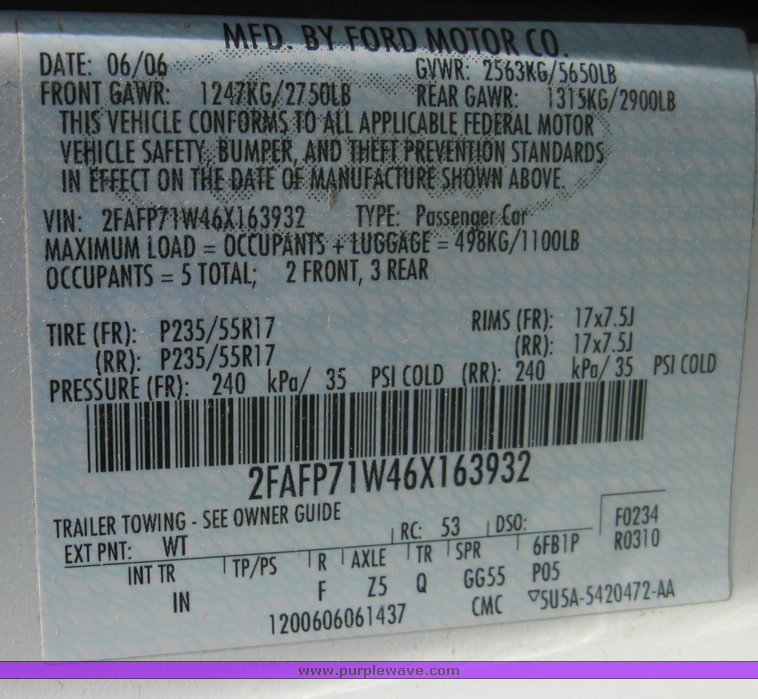 MFD. BY FORD MOTOR CO.
DATE: 06/06 GVWR: 2563KG/5650LB
FRONT GAWR: 1247KG/2750LB REAR GAWR: 1315KG/2900LB
THIS VEHICLE CONFORMS TO ALL APPLICABLE FEDERAL MOTOR
VEHICLE SAFETY, BUMPER, AND THEFT PREVENTION STANDARDS
IN EFFECT ON THE DATE OF MANUFACTURE SHOWN ABOVE.
VIN: 2FAFP71W46X163932 TYPE: Passenger Car
MAXIMUM LOAD = OCCUPANTS + LUGGAGE = 498KG/1100LB
OCCUPANTS = 5 TOTAL; 2 FRONT, 3 REAR
TIRE (FR): P235/55R17 RIMS (FR): 17x7.5J
(RR): P235/55R17 (RR): 17x7.5J
PRESSURE (FR): 240 kPa/ 35 PSI COLD (RR): 240 kPa/ 35 PSI COLD
2FAFP71W46X163932
TRAILER TOWING - SEE OWNER GUIDE
EXT PNT: WT RC: 53 DSO: F0234
INT TR TP/PS R AXLE TR SPR 6FB1P R0310
IN F Z5 Q GG55 P05
1200606061437 CMC ▽5U5A-5420472-AA
www.purplewave.com